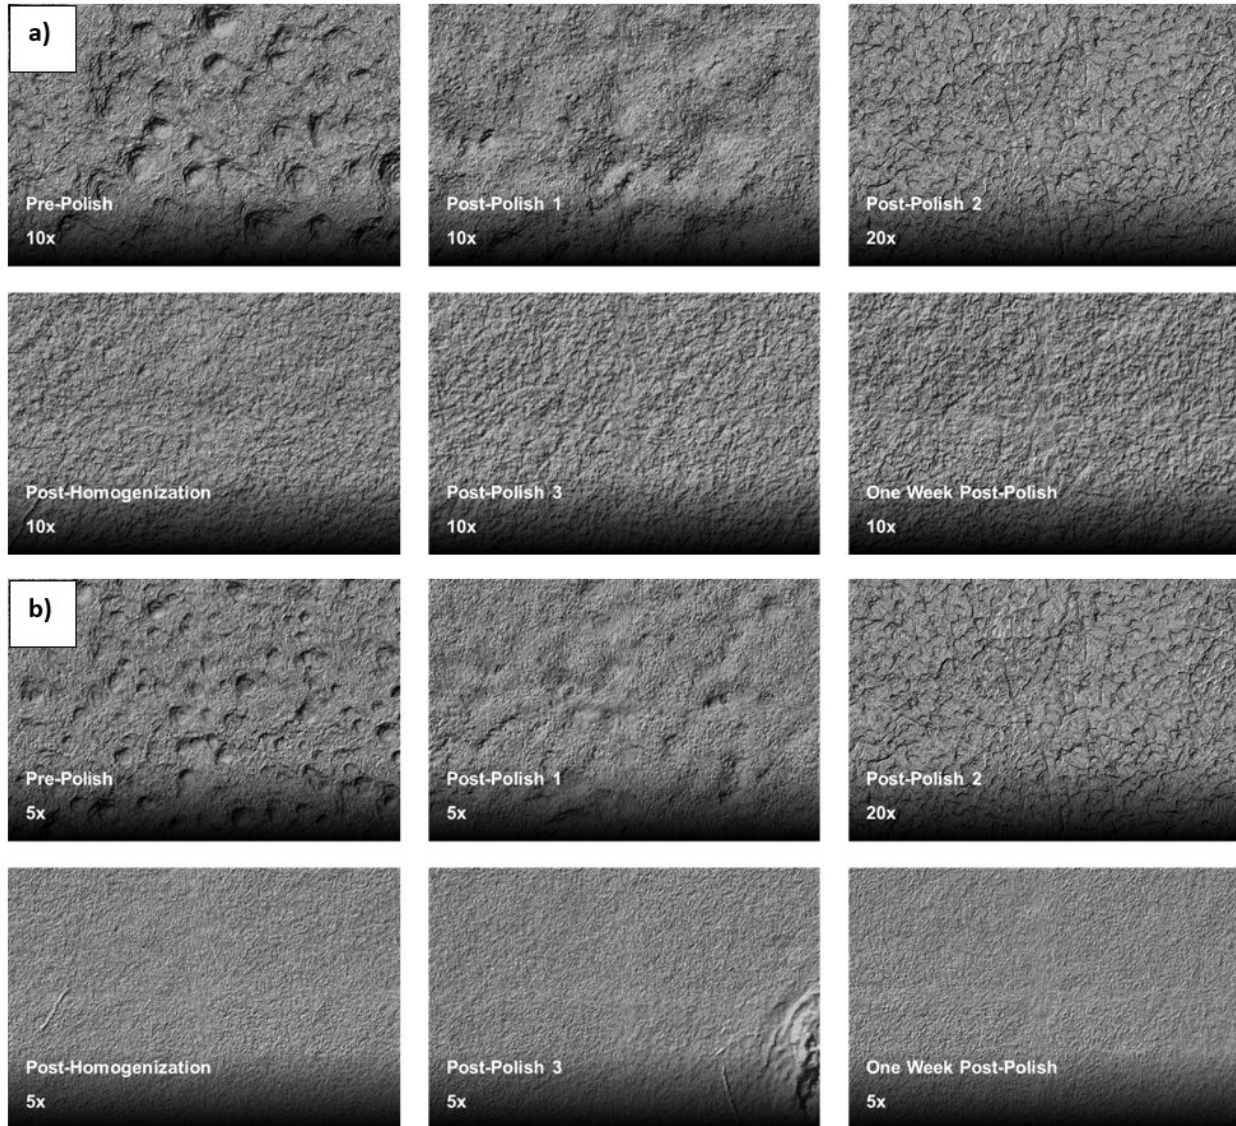 a)
Pre-Polish
10x
Post-Polish 1
10x
Post-Polish 2
20x
Post-Homogenization
10x
Post-Polish 3
10x
One Week Post-Polish
10x
b)
Pre-Polish
5x
Post-Polish 1
5x
Post-Polish 2
20x
Post-Homogenization
5x
Post-Polish 3
5x
One Week Post-Polish
5x